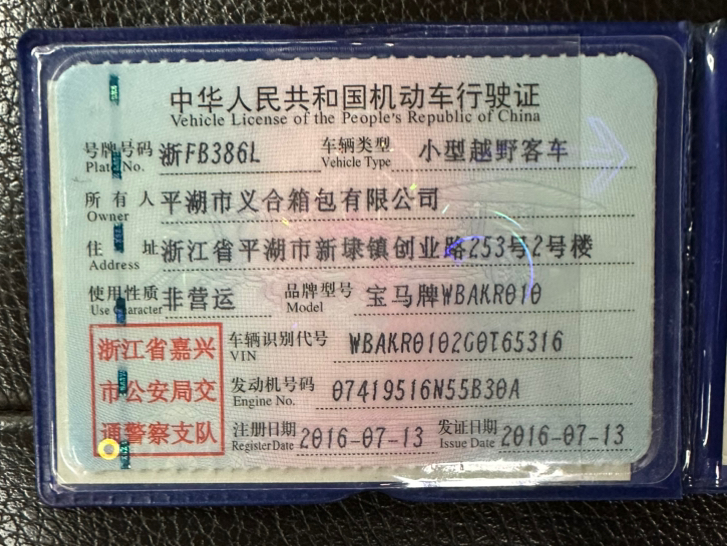 中华人民共和国机动车行驶证
Vehicle License of the People's Republic of China
号牌号码 浙FB386L 车辆类型 小型越野客车
Plate No. Vehicle Type
所有人 平湖市义合箱包有限公司
Owner
住址 浙江省平湖市新埭镇创业路253号2号楼
Address
使用性质 非营运 品牌型号 宝马牌WBAKR010
Use Character Model
浙江省嘉兴
市公安局交
通警察支队
车辆识别代号 WBAKR0102G0T65316
VIN
发动机号码 07419516N55B30A
Engine No.
注册日期 2016-07-13 发证日期 2016-07-13
Register Date Issue Date